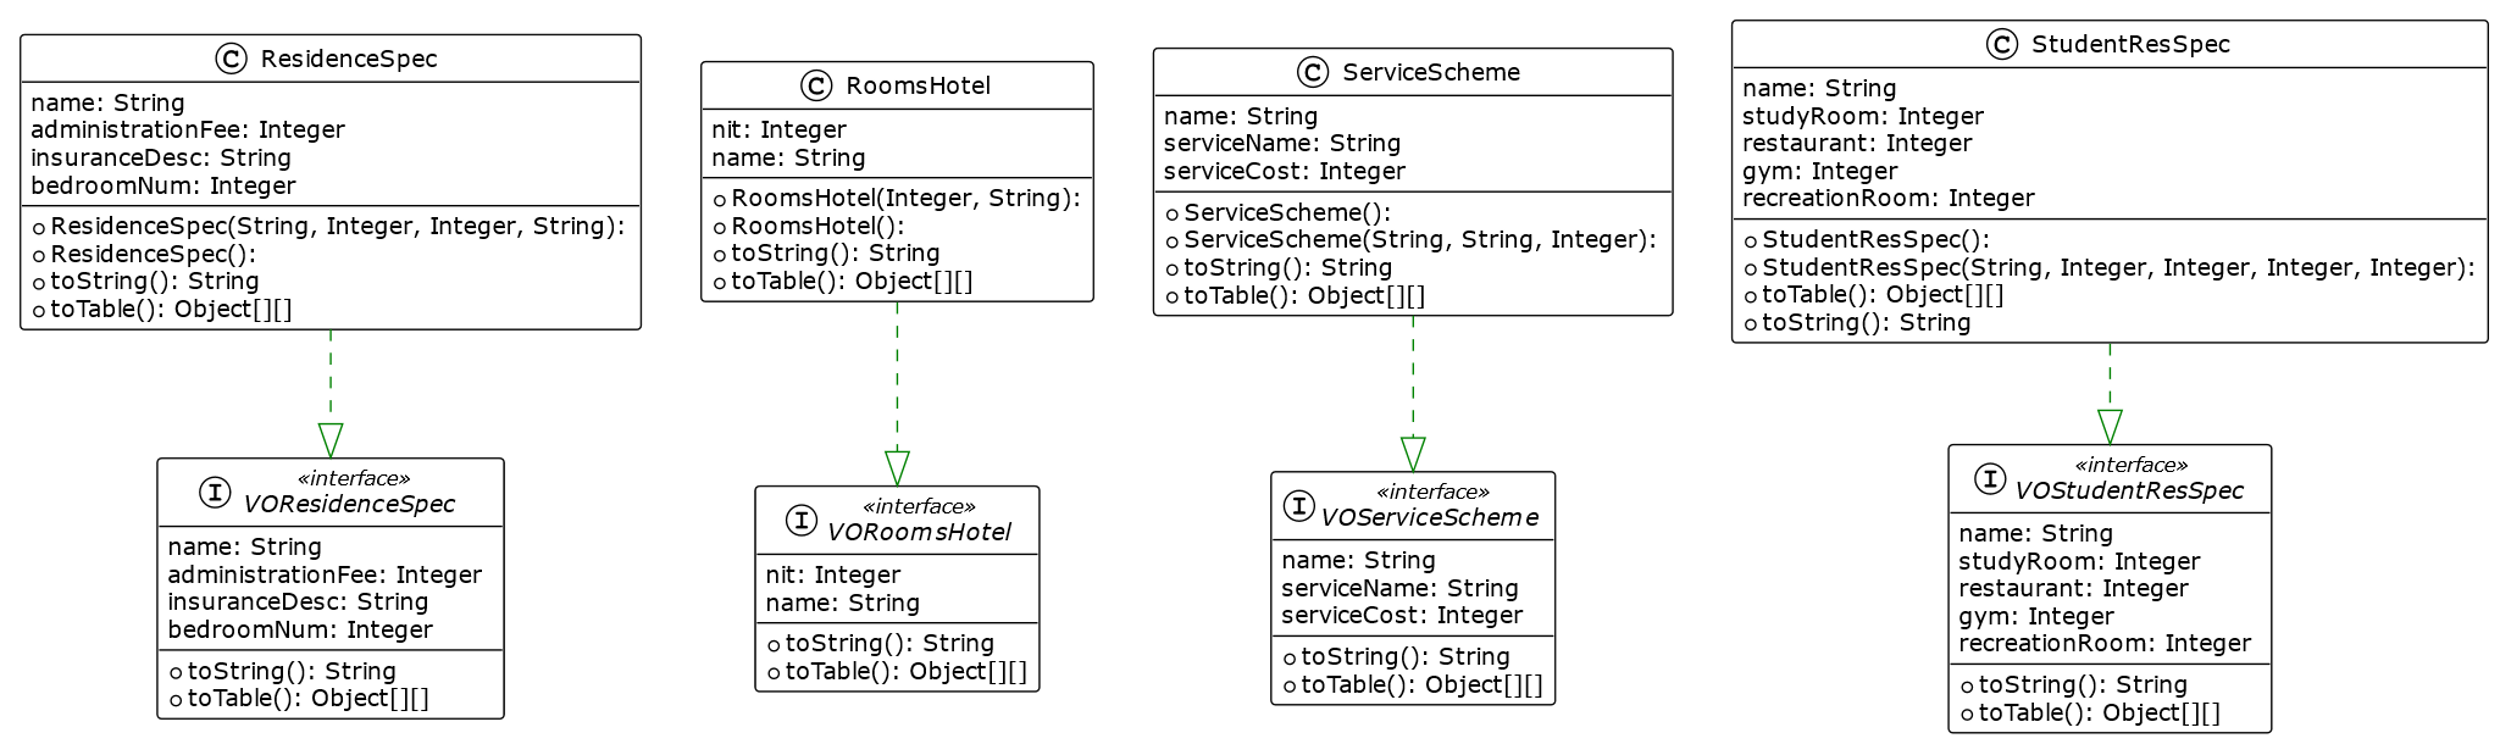 C ResidenceSpec
name: String
administrationFee: Integer
insuranceDesc: String
bedroomNum: Integer
ResidenceSpec(String, Integer, Integer, String):
ResidenceSpec():
toString(): String
toTable(): Object[][]
C RoomsHotel
nit: Integer
name: String
RoomsHotel(Integer, String):
RoomsHotel():
toString(): String
toTable(): Object[][]
C ServiceScheme
name: String
serviceName: String
serviceCost: Integer
ServiceScheme():
ServiceScheme(String, String, Integer):
toString(): String
toTable(): Object[][]
C StudentResSpec
name: String
studyRoom: Integer
restaurant: Integer
gym: Integer
recreationRoom: Integer
StudentResSpec():
StudentResSpec(String, Integer, Integer, Integer, Integer):
toTable(): Object[][]
toString(): String
«interface»
I VOResidenceSpec
name: String
administrationFee: Integer
insuranceDesc: String
bedroomNum: Integer
toString(): String
toTable(): Object[][]
«interface»
I VORoomsHotel
nit: Integer
name: String
toString(): String
toTable(): Object[][]
«interface»
I VOServiceScheme
name: String
serviceName: String
serviceCost: Integer
toString(): String
toTable(): Object[][]
«interface»
I VOStudentResSpec
name: String
studyRoom: Integer
restaurant: Integer
gym: Integer
recreationRoom: Integer
toString(): String
toTable(): Object[][]